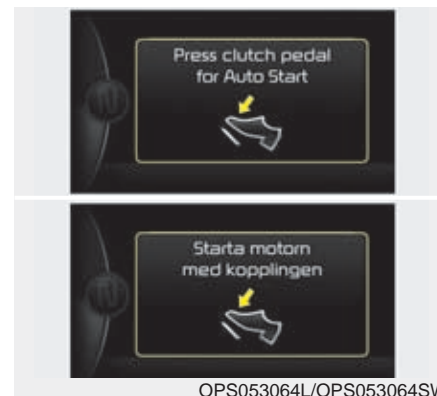 Press clutch pedal
for Auto Start
Starta motorn
med kopplingen
OPS053064L/OPS053064SW